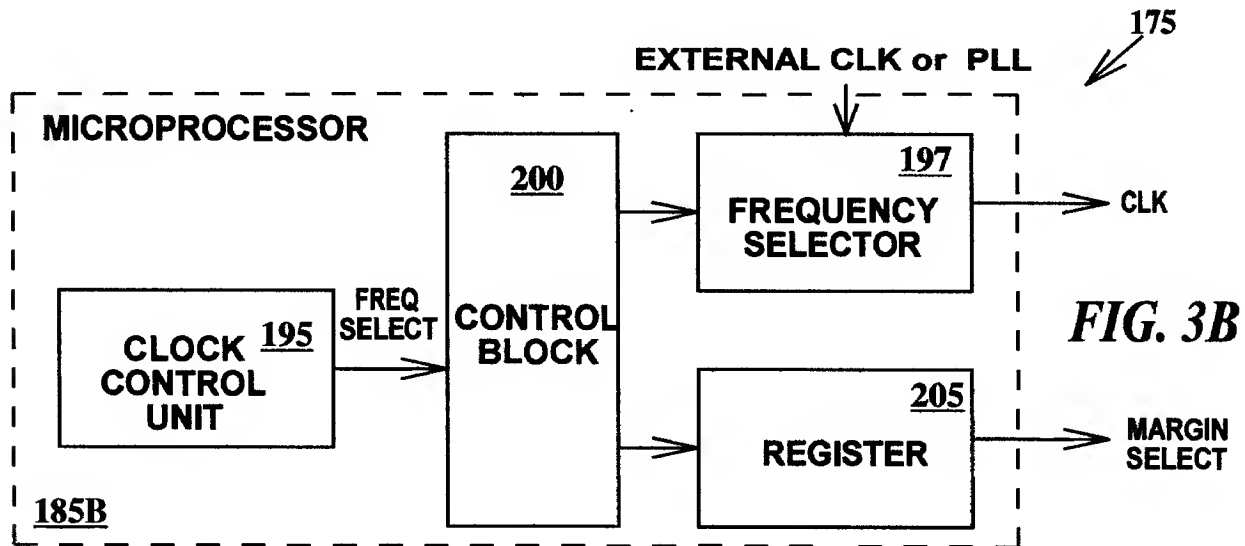 175
EXTERNAL CLK or PLL
MICROPROCESSOR
200
197
FREQUENCY
SELECTOR
CLK
FREQ
SELECT
195
CLOCK
CONTROL
UNIT
CONTROL
BLOCK
FIG. 3B
205
REGISTER
MARGIN
SELECT
185B